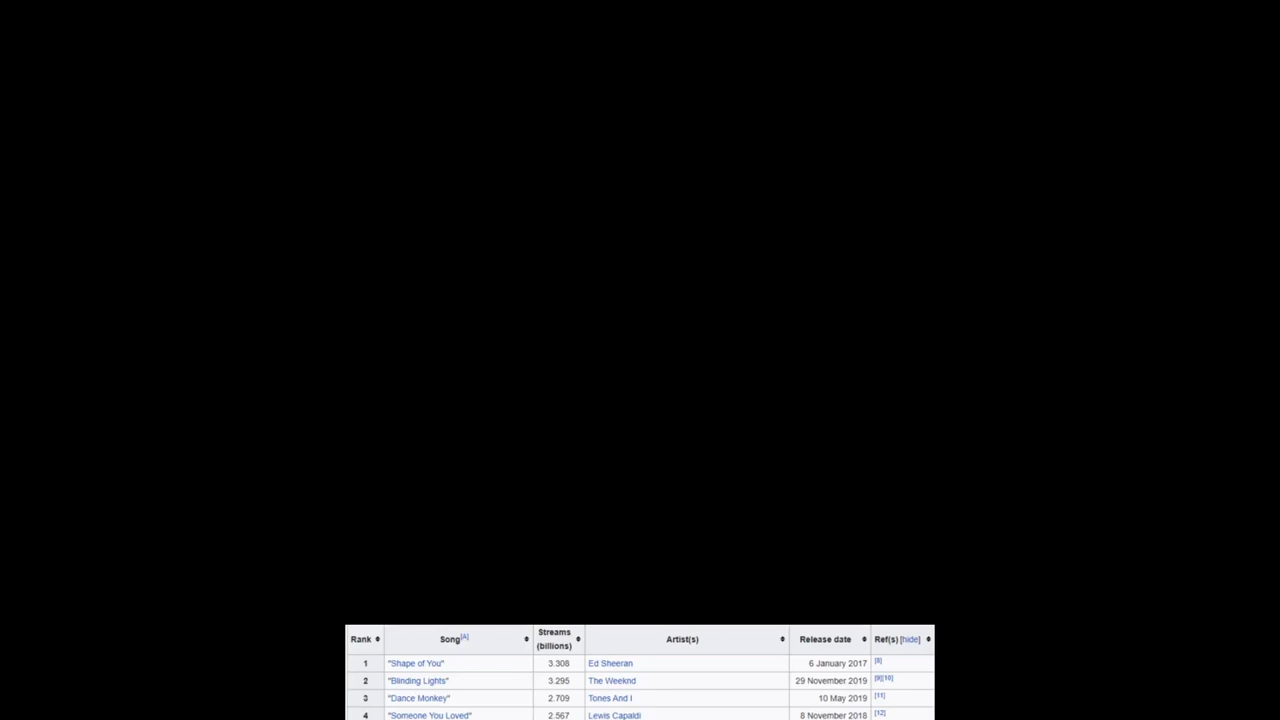 Rank Song[A] Streams (billions) Artist(s) Release date Ref(s) [hide]
1 "Shape of You" 3.308 Ed Sheeran 6 January 2017 [8]
2 "Blinding Lights" 3.295 The Weeknd 29 November 2019 [9][10]
3 "Dance Monkey" 2.709 Tones And I 10 May 2019 [11]
4 "Someone You Loved" 2.567 Lewis Capaldi 8 November 2018 [12]